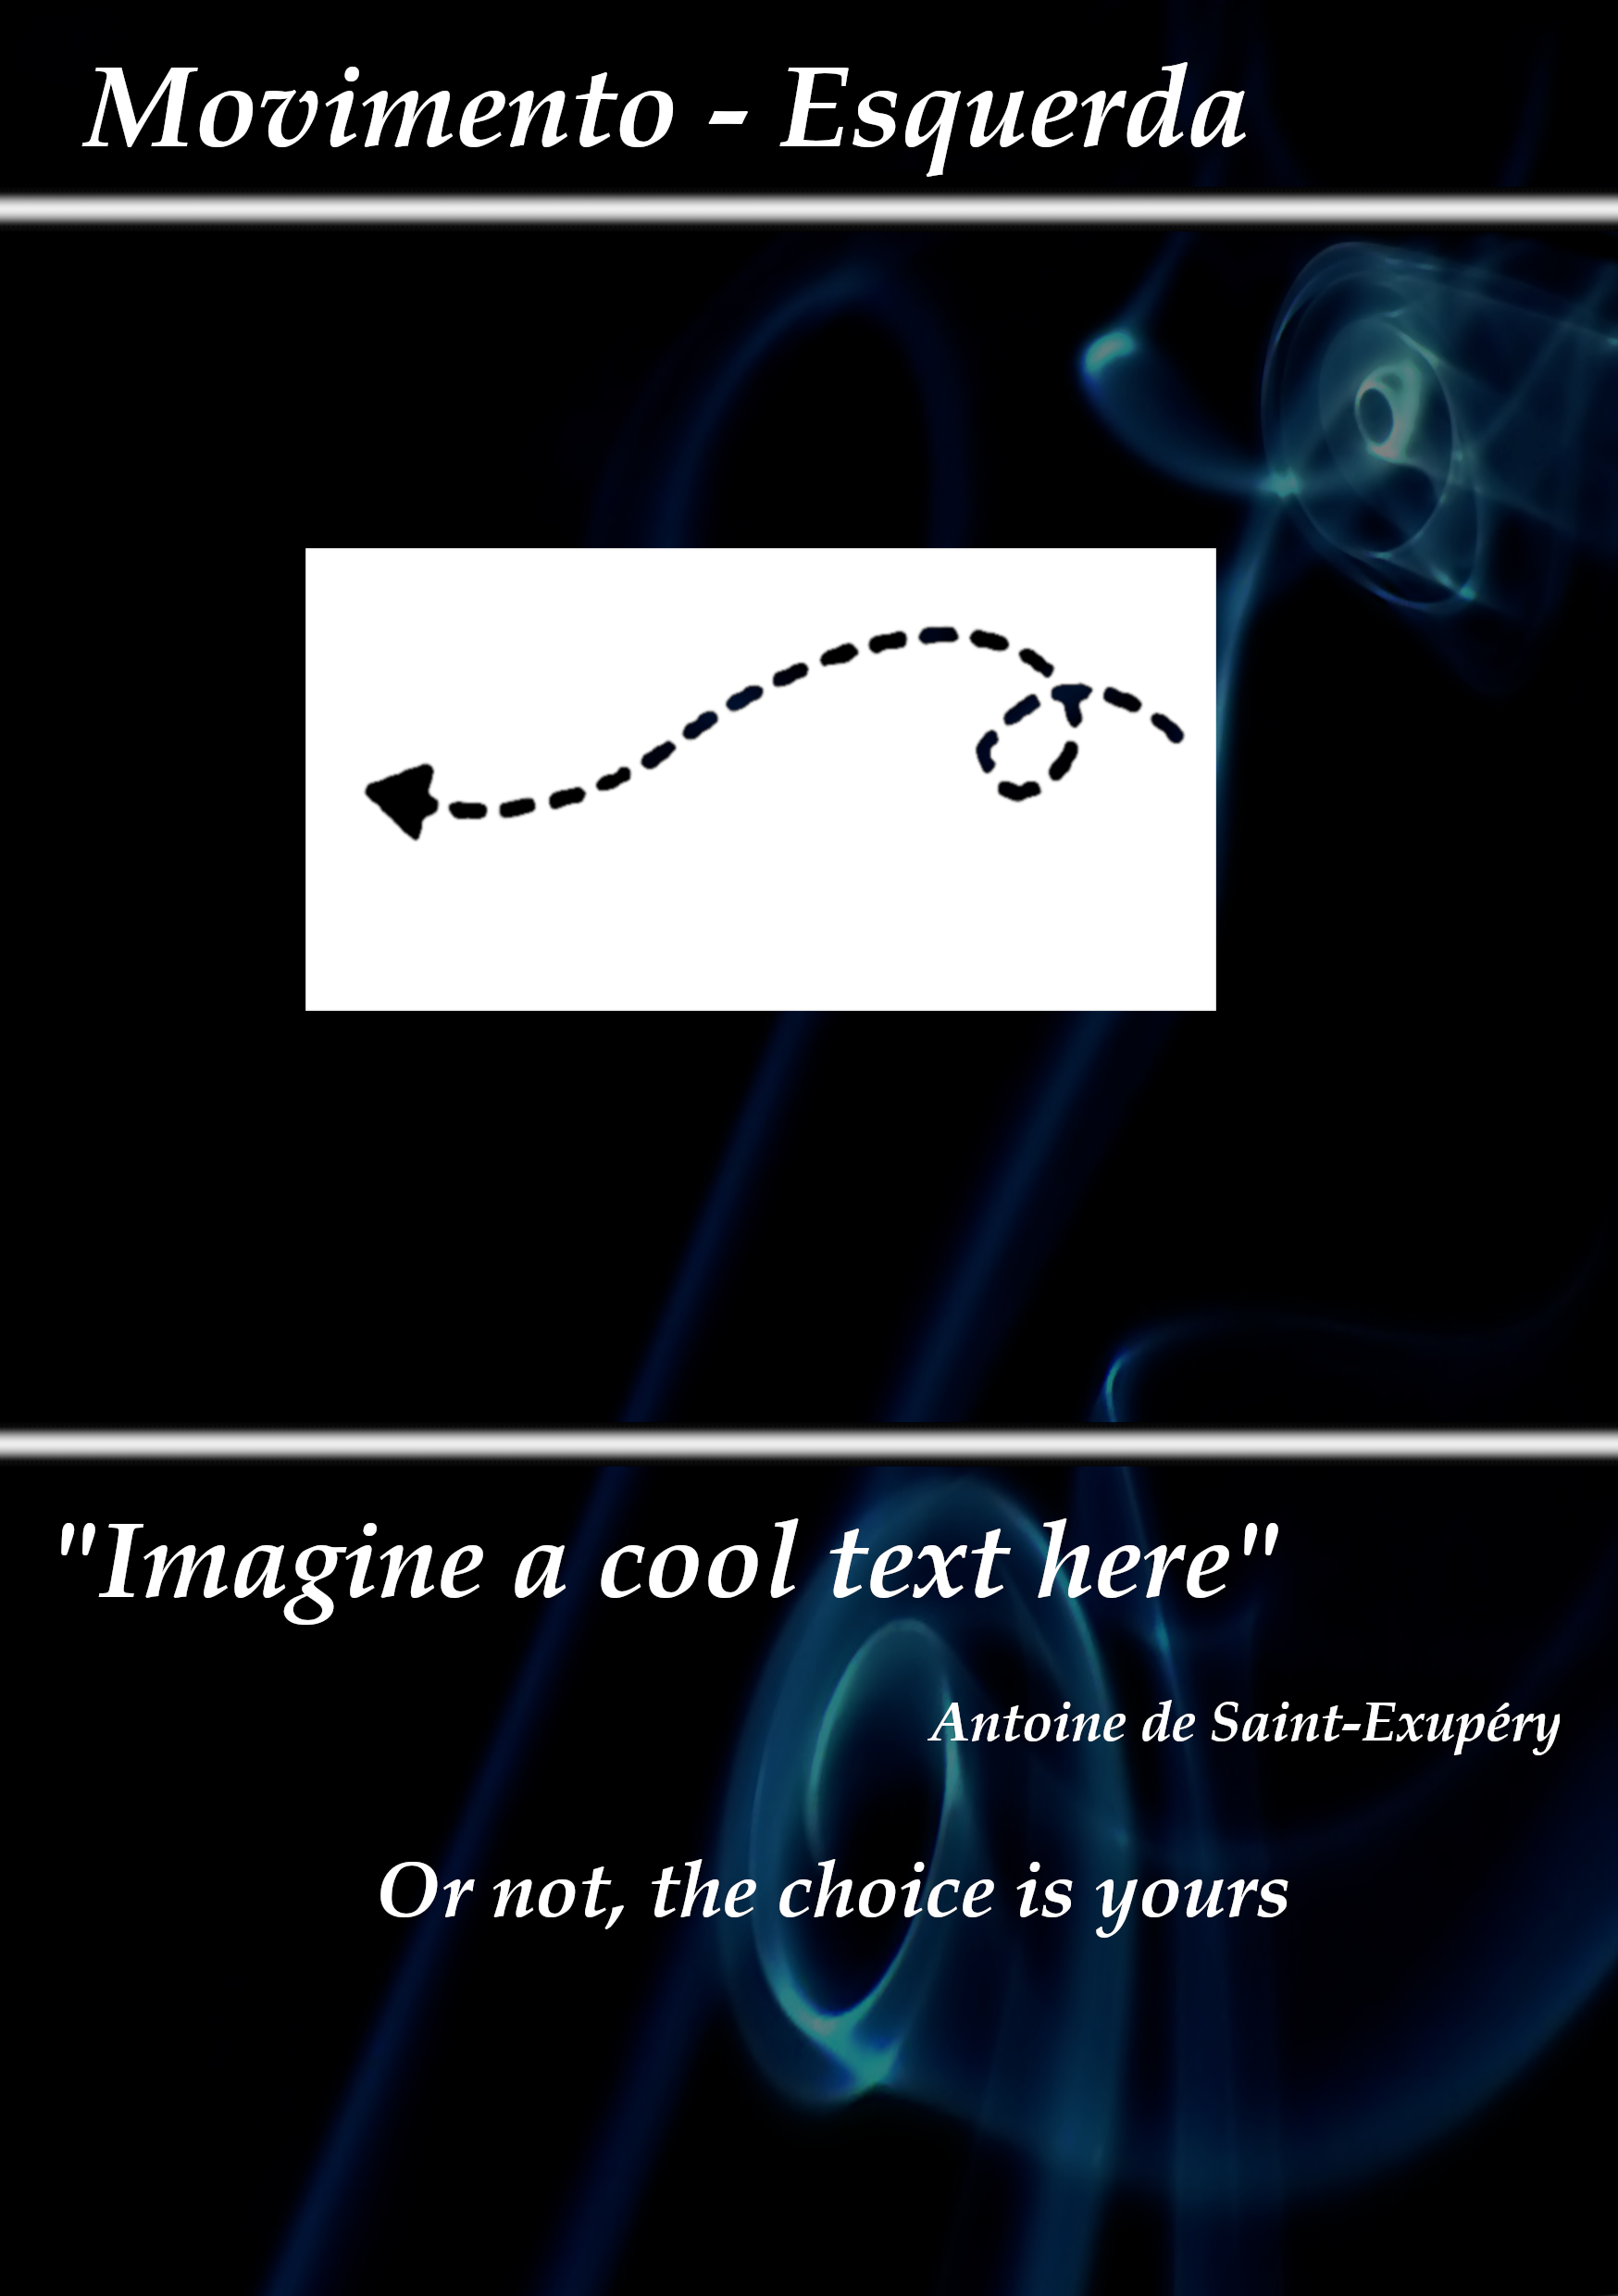 Movimento - Esquerda
"Imagine a cool text here"
Antoine de Saint-Exupéry
Or not, the choice is yours